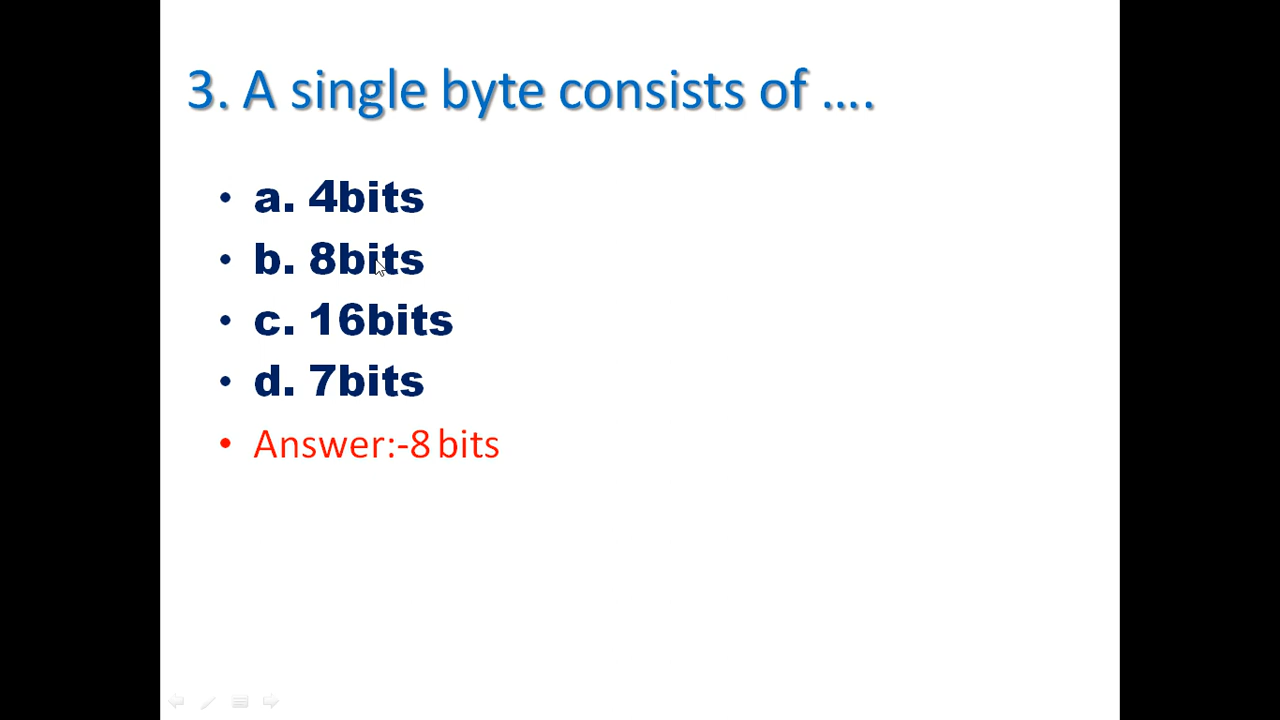 3. A single byte consists of ....
• a. 4bits
• b. 8bits
• c. 16bits
• d. 7bits
• Answer:-8 bits